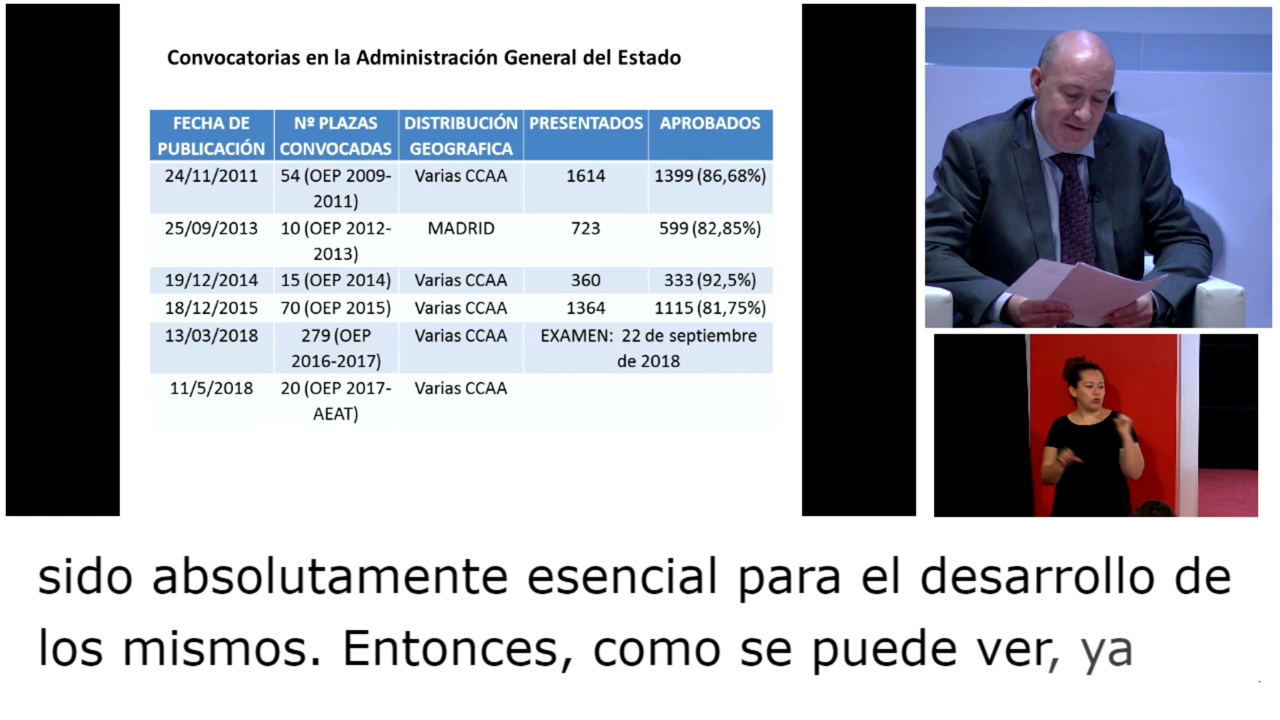 Convocatorias en la Administración General del Estado
FECHA DE PUBLICACIÓN Nº PLAZAS CONVOCADAS DISTRIBUCIÓN GEOGRAFICA PRESENTADOS APROBADOS
24/11/2011 54 (OEP 2009-2011) Varias CCAA 1614 1399 (86,68%)
25/09/2013 10 (OEP 2012-2013) MADRID 723 599 (82,85%)
19/12/2014 15 (OEP 2014) Varias CCAA 360 333 (92,5%)
18/12/2015 70 (OEP 2015) Varias CCAA 1364 1115 (81,75%)
13/03/2018 279 (OEP 2016-2017) Varias CCAA EXAMEN: 22 de septiembre de 2018
11/5/2018 20 (OEP 2017-AEAT) Varias CCAA
sido absolutamente esencial para el desarrollo de
los mismos. Entonces, como se puede ver, ya